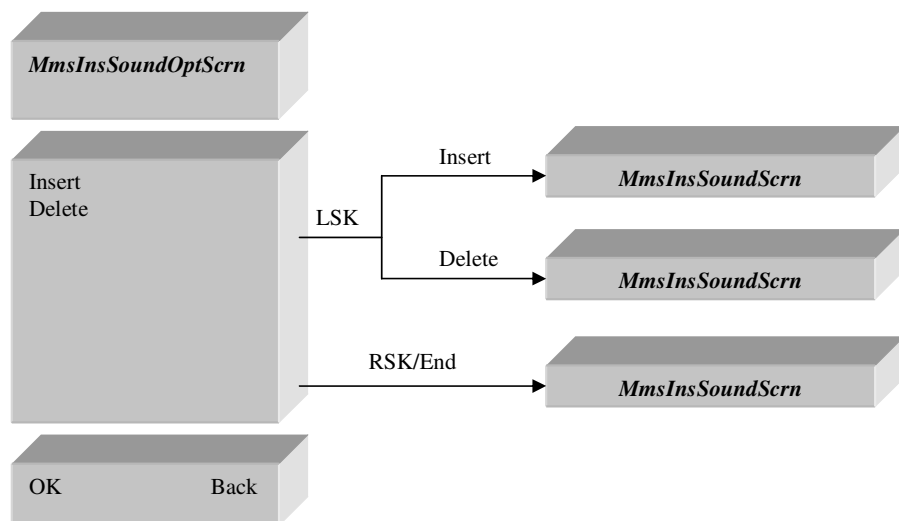 MmsInsSoundOptScrn
Insert
Delete
LSK
Insert
MmsInsSoundScrn
Delete
MmsInsSoundScrn
RSK/End
MmsInsSoundScrn
OK Back